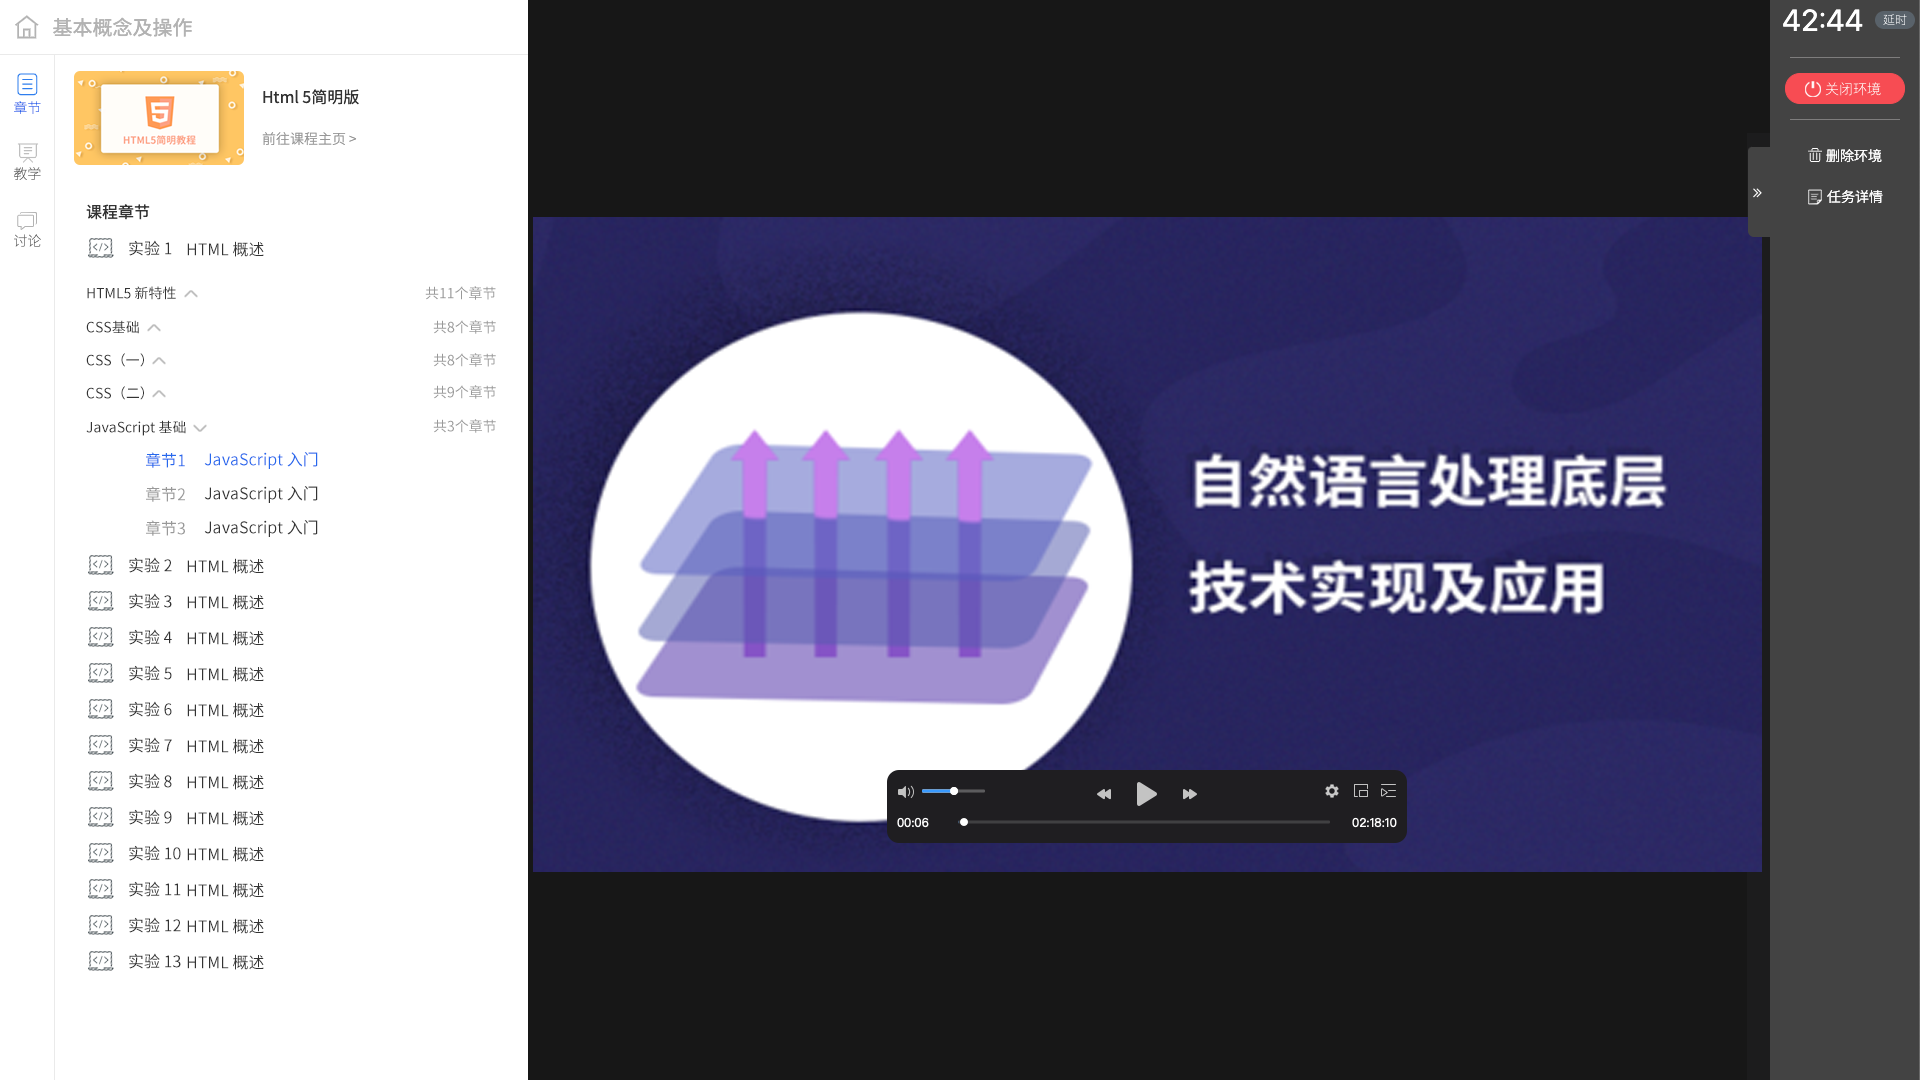 基本概念及操作
章节
教学
讨论
HTML5简明教程
Html 5简明版
前往课程主页 >
课程章节
实验 1 HTML 概述
HTML5 新特性 共11个章节
CSS基础 共8个章节
CSS（一） 共8个章节
CSS（二） 共9个章节
JavaScript 基础 共3个章节
章节1 JavaScript 入门
章节2 JavaScript 入门
章节3 JavaScript 入门
实验 2 HTML 概述
实验 3 HTML 概述
实验 4 HTML 概述
实验 5 HTML 概述
实验 6 HTML 概述
实验 7 HTML 概述
实验 8 HTML 概述
实验 9 HTML 概述
实验 10 HTML 概述
实验 11 HTML 概述
实验 12 HTML 概述
实验 13 HTML 概述
自然语言处理底层
技术实现及应用
00:06
02:18:10
42:44 延时
关闭环境
删除环境
任务详情